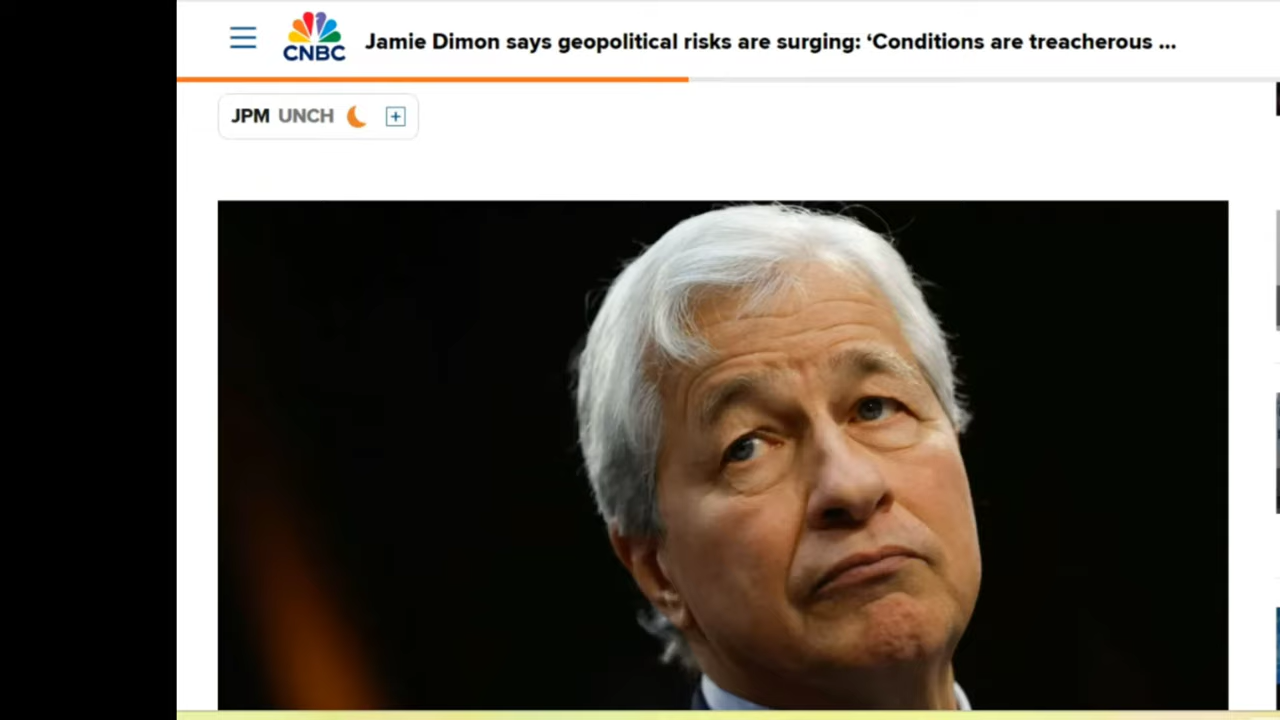 CNBC
Jamie Dimon says geopolitical risks are surging: ‘Conditions are treacherous ...
JPM UNCH